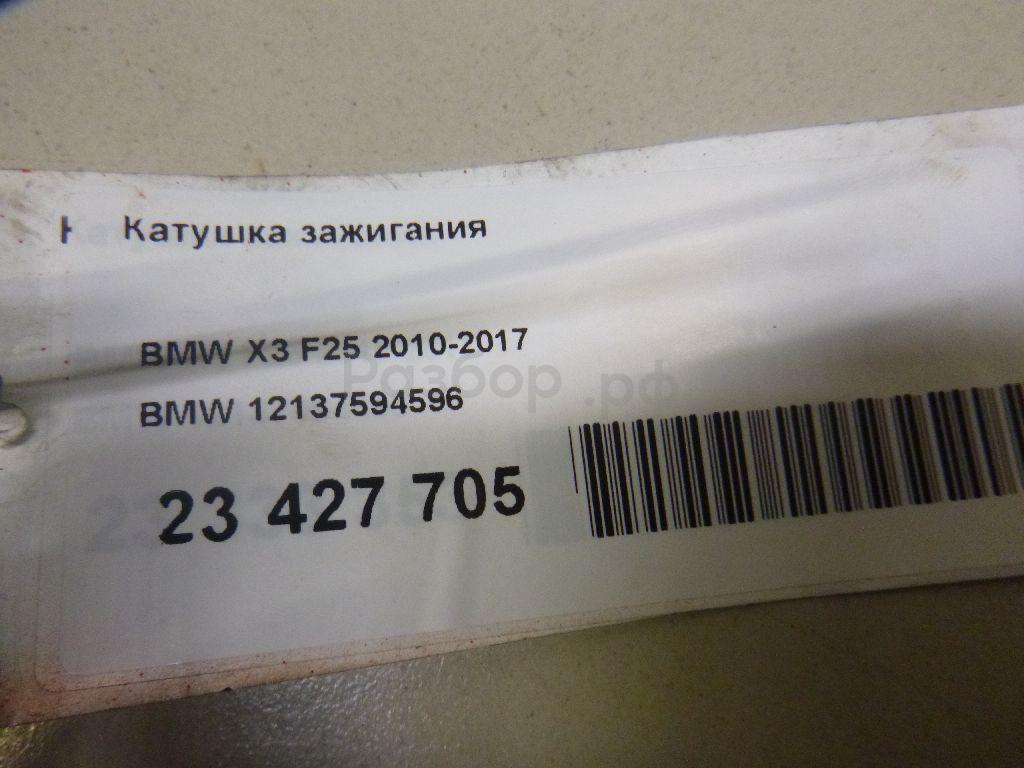 Катушка зажигания
BMW X3 F25 2010-2017
Разбор.рф
BMW 12137594596
23 427 705